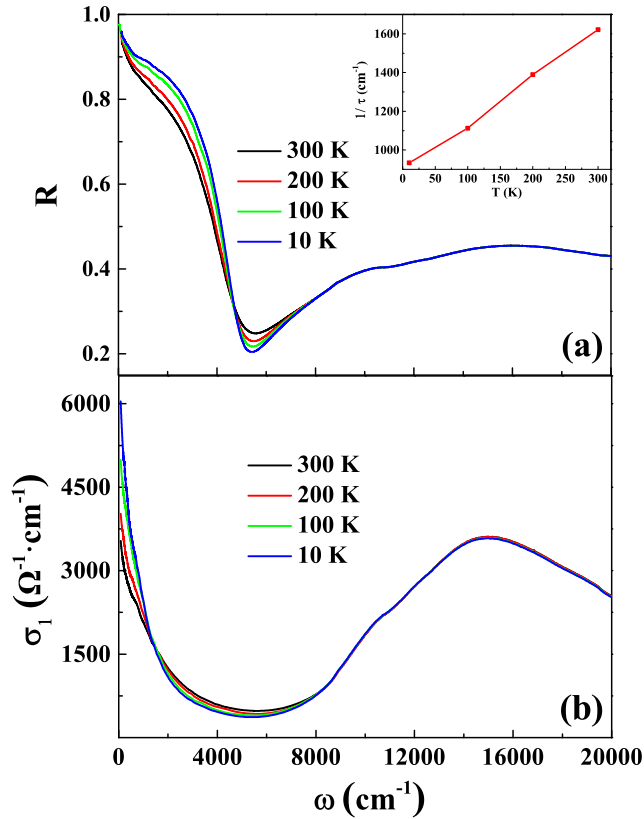 1.0
0.8
0.6
0.4
0.2
R
300 K
200 K
100 K
10 K
(a)
1600
1400
1200
1000
1/ τ (cm⁻¹)
0 50 100 150 200 250 300
T (K)
6000
4500
3000
1500
σ₁ (Ω⁻¹·cm⁻¹)
300 K
200 K
100 K
10 K
(b)
0 4000 8000 12000 16000 20000
ω (cm⁻¹)